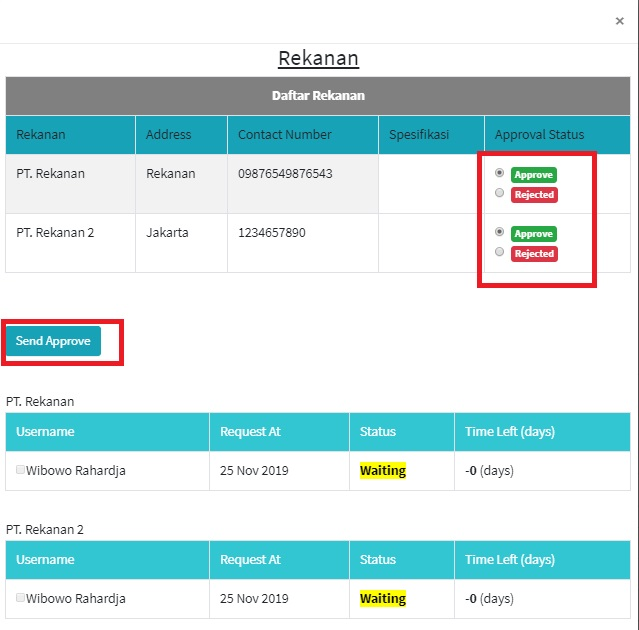 ×
Rekanan
Daftar Rekanan
Rekanan Address Contact Number Spesifikasi Approval Status
PT. Rekanan Rekanan 09876549876543 Approve
Rejected
PT. Rekanan 2 Jakarta 1234657890 Approve
Rejected
Send Approve
PT. Rekanan
Username Request At Status Time Left (days)
Wibowo Rahardja 25 Nov 2019 Waiting -0 (days)
PT. Rekanan 2
Username Request At Status Time Left (days)
Wibowo Rahardja 25 Nov 2019 Waiting -0 (days)